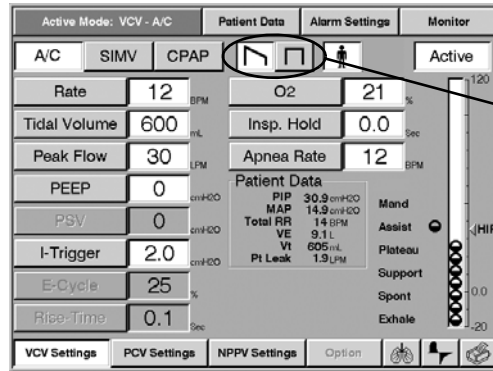 Active Mode: VCV - A/C Patient Data Alarm Settings Monitor
A/C SIMV CPAP Active
Rate 12 BPM O2 21 % 120
Tidal Volume 600 mL Insp. Hold 0.0 Sec
Peak Flow 30 LPM Apnea Rate 12 BPM
PEEP 0 cmH2O Patient Data
PIP 30.9 cmH2O
MAP 14.9 cmH2O Mand
PSV 0 cmH2O Total RR 14 BPM Assist HIP
VE 9.1 L
I-Trigger 2.0 cmH2O Vt 605 mL Plateau
Pt Leak 1.9 LPM
Support
E-Cycle 25 % Spont 0.0
Rise-Time 0.1 Sec Exhale -20
VCV Settings PCV Settings NPPV Settings Option